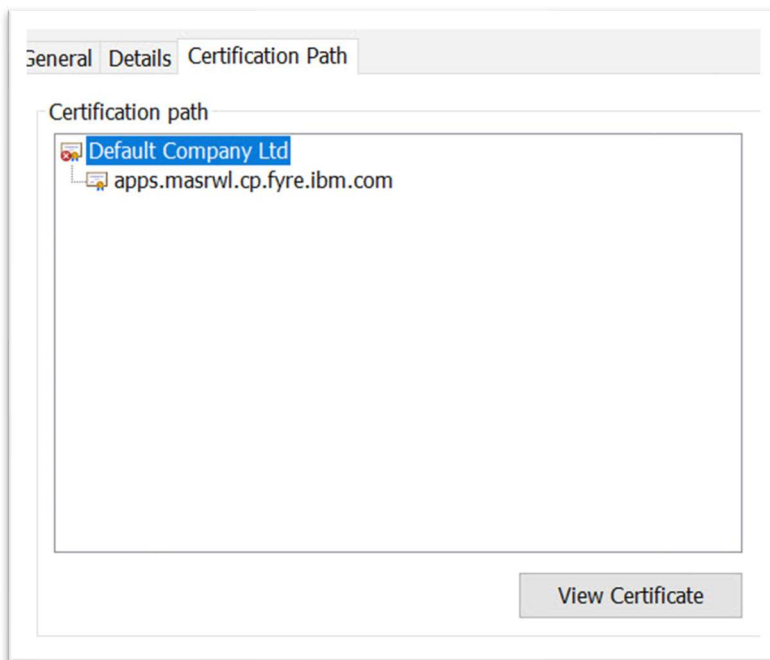 General Details Certification Path
Certification path
Default Company Ltd
apps.masrwl.cp.fyre.ibm.com
View Certificate